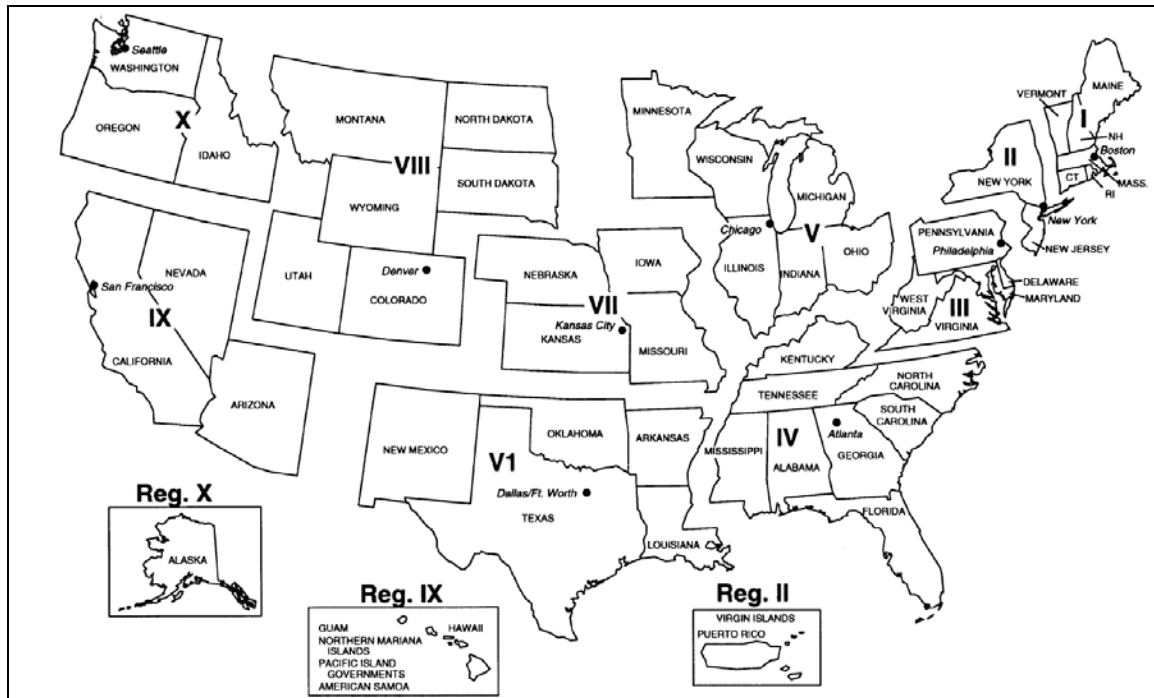 Seattle
WASHINGTON
OREGON
X
IDAHO
MONTANA
NORTH DAKOTA
VIII
SOUTH DAKOTA
WYOMING
UTAH
Denver
COLORADO
NEVADA
San Francisco
IX
CALIFORNIA
ARIZONA
MINNESOTA
WISCONSIN
MICHIGAN
Chicago
V
OHIO
ILLINOIS
INDIANA
NEBRASKA
IOWA
VII
Kansas City
KANSAS
MISSOURI
VERMONT
MAINE
I
NH
Boston
II
NEW YORK
CT
RI
MASS.
New York
PENNSYLVANIA
Philadelphia
NEW JERSEY
DELAWARE
MARYLAND
WEST
VIRGINIA
III
VIRGINIA
KENTUCKY
TENNESSEE
NORTH
CAROLINA
SOUTH
CAROLINA
IV
Atlanta
MISSISSIPPI
ALABAMA
GEORGIA
FLORIDA
NEW MEXICO
OKLAHOMA
ARKANSAS
V1
Dallas/Ft. Worth
TEXAS
LOUISIANA
Reg. X
ALASKA
Reg. IX
GUAM
HAWAII
NORTHERN MARIANA
ISLANDS
PACIFIC ISLAND
GOVERNMENTS
AMERICAN SAMOA
Reg. II
VIRGIN ISLANDS
PUERTO RICO